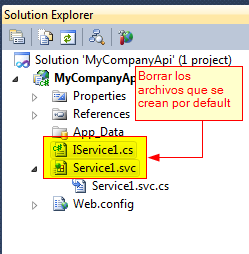 Solution Explorer
Solution 'MyCompanyApi' (1 project)
MyCompanyAp
Properties
References
App_Data
IService1.cs
Service1.svc
Service1.svc.cs
Web.config
Borrar los
archivos que se
crean por default